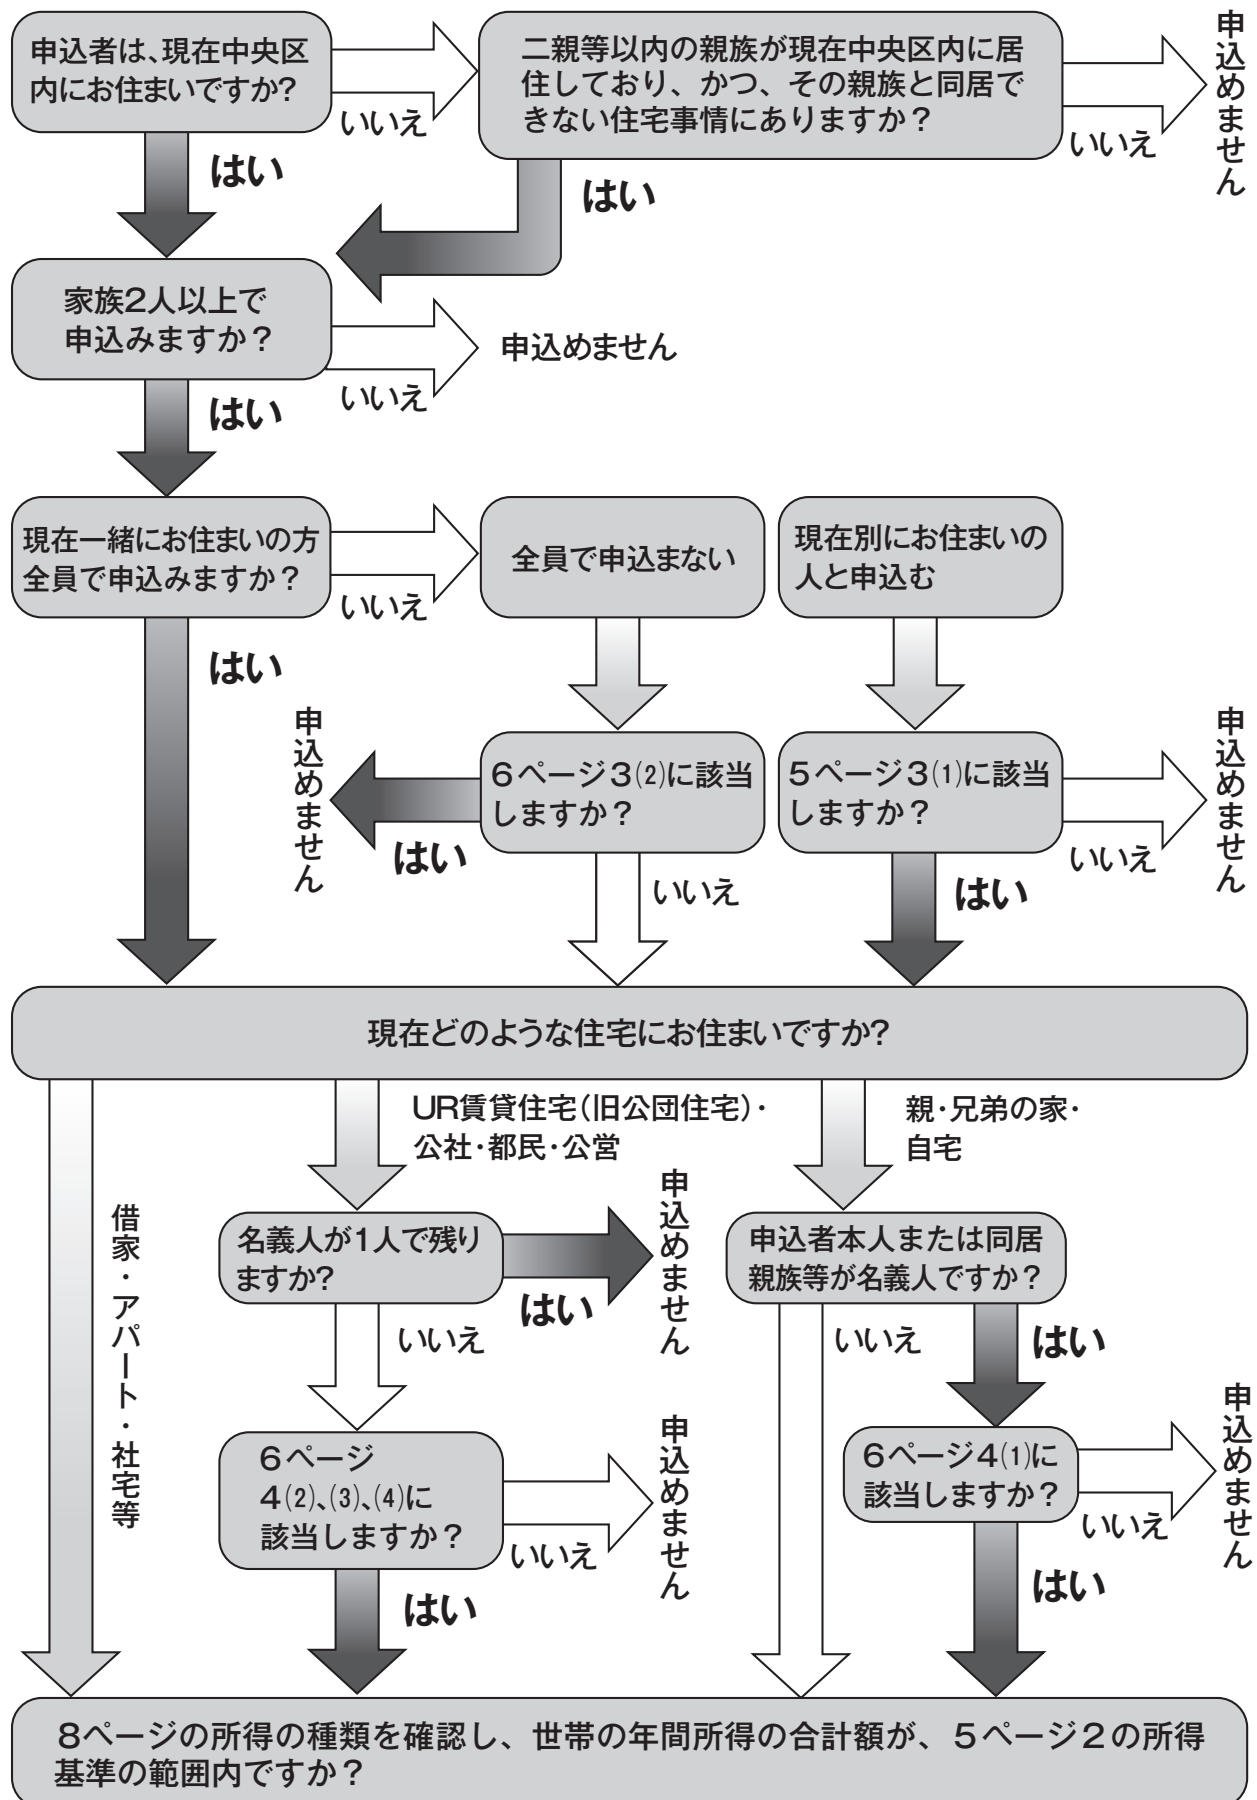 申込者は、現在中央区
内にお住まいですか?
いいえ
はい
二親等以内の親族が現在中央区内に居
住しており、かつ、その親族と同居で
きない住宅事情にありますか？
いいえ
申込めません
はい
家族2人以上で
申込みますか？
いいえ
申込めません
はい
現在一緒にお住まいの方
全員で申込みますか？
いいえ
はい
全員で申込まない
現在別にお住まいの
人と申込む
申込めません
6ページ3(2)に該当
しますか？
はい
いいえ
5ページ3(1)に該当
しますか？
いいえ
申込めません
はい
現在どのような住宅にお住まいですか?
借家・アパート・社宅等
UR賃貸住宅(旧公団住宅)・
公社・都民・公営
親・兄弟の家・
自宅
名義人が1人で残り
ますか?
はい
申込めません
いいえ
申込者本人または同居
親族等が名義人ですか？
いいえ
はい
6ページ
4(2)、(3)、(4)に
該当しますか？
いいえ
申込めません
はい
6ページ4(1)に
該当しますか？
いいえ
申込めません
はい
8ページの所得の種類を確認し、世帯の年間所得の合計額が、5ページ2の所得
基準の範囲内ですか？